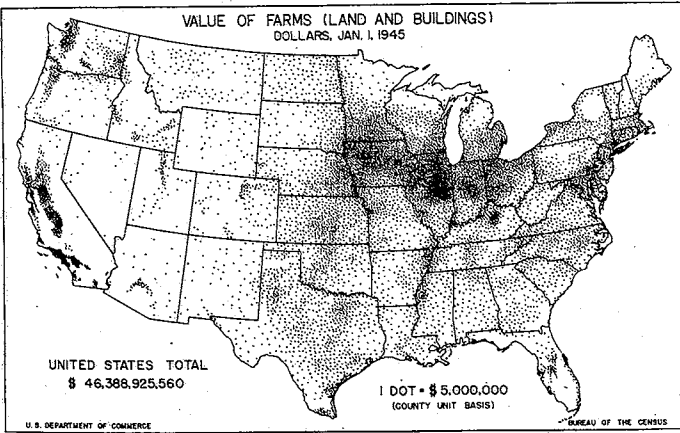 VALUE OF FARMS (LAND AND BUILDINGS)
DOLLARS, JAN. 1, 1945
UNITED STATES TOTAL
$ 46,388,925,560
1 DOT = $5,000,000
(COUNTY UNIT BASIS)
U. S. DEPARTMENT OF COMMERCE
BUREAU OF THE CENSUS